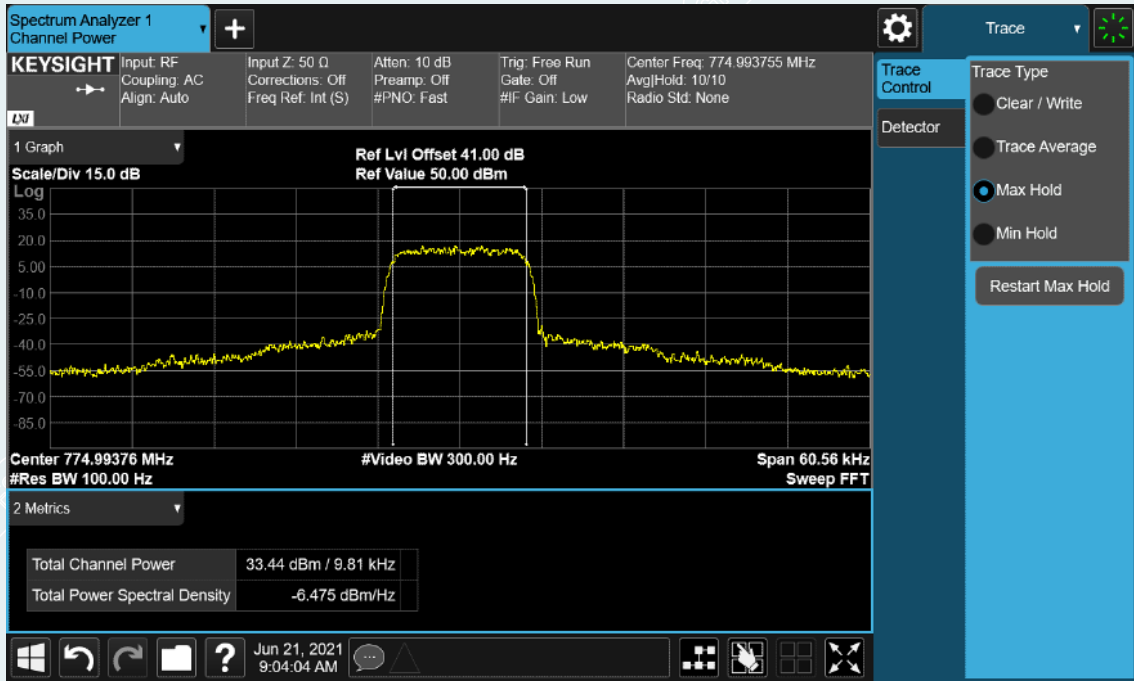 Spectrum Analyzer 1
Channel Power
+
Trace
KEYSIGHT
LXI
Input: RF
Coupling: AC
Align: Auto
Input Z: 50 Ω
Corrections: Off
Freq Ref: Int (S)
Atten: 10 dB
Preamp: Off
#PNO: Fast
Trig: Free Run
Gate: Off
#IF Gain: Low
Center Freq: 774.993755 MHz
Avg|Hold: 10/10
Radio Std: None
Trace
Control
Detector
Trace Type
Clear / Write
Trace Average
Max Hold
Min Hold
Restart Max Hold
1 Graph
Scale/Div 15.0 dB
Ref Lvl Offset 41.00 dB
Ref Value 50.00 dBm
Log
35.0
20.0
5.00
-10.0
-25.0
-40.0
-55.0
-70.0
-85.0
Center 774.99376 MHz
#Res BW 100.00 Hz
#Video BW 300.00 Hz
Span 60.56 kHz
Sweep FFT
2 Metrics
Total Channel Power 33.44 dBm / 9.81 kHz
Total Power Spectral Density -6.475 dBm/Hz
?
Jun 21, 2021
9:04:04 AM